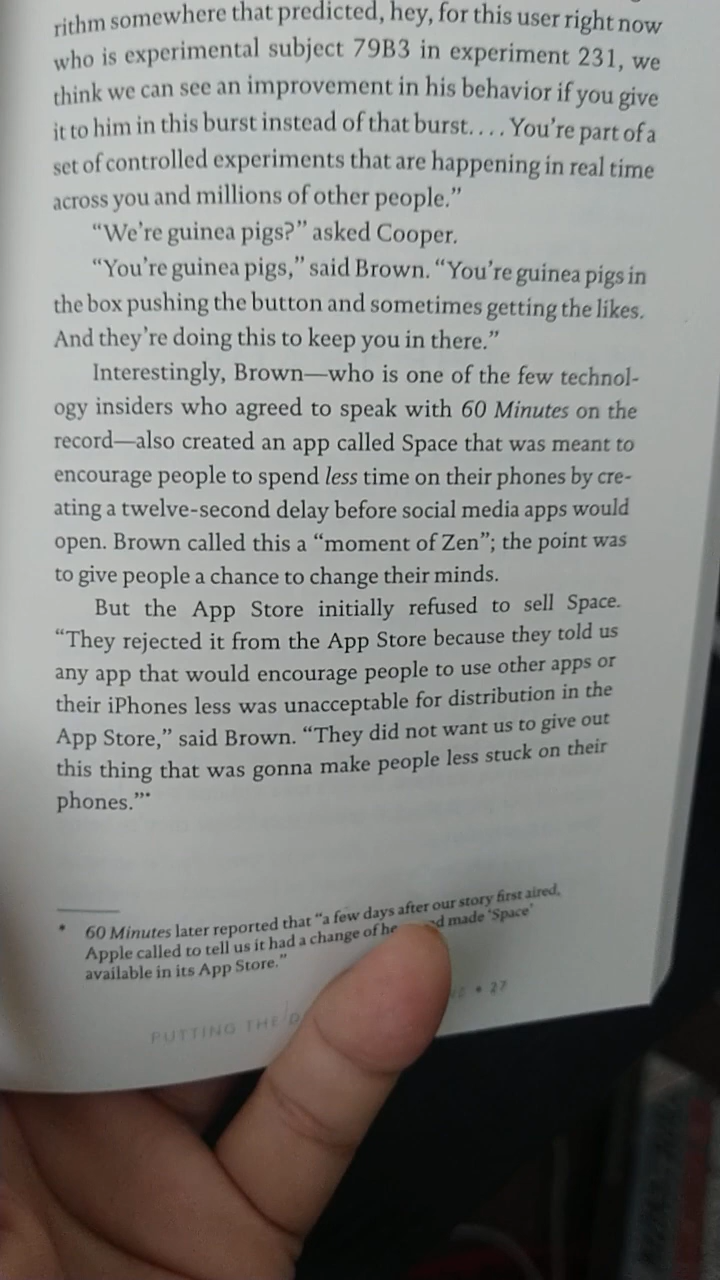 rithm somewhere that predicted, hey, for this user right now
who is experimental subject 79B3 in experiment 231, we
think we can see an improvement in his behavior if you give
it to him in this burst instead of that burst. . . . You’re part of a
set of controlled experiments that are happening in real time
across you and millions of other people.”
“We’re guinea pigs?” asked Cooper.
“You’re guinea pigs,” said Brown. “You’re guinea pigs in
the box pushing the button and sometimes getting the likes.
And they’re doing this to keep you in there.”
Interestingly, Brown—who is one of the few technol-
ogy insiders who agreed to speak with 60 Minutes on the
record—also created an app called Space that was meant to
encourage people to spend less time on their phones by cre-
ating a twelve-second delay before social media apps would
open. Brown called this a “moment of Zen”; the point was
to give people a chance to change their minds.
But the App Store initially refused to sell Space.
“They rejected it from the App Store because they told us
any app that would encourage people to use other apps or
their iPhones less was unacceptable for distribution in the
App Store,” said Brown. “They did not want us to give out
this thing that was gonna make people less stuck on their
phones.”*
* 60 Minutes later reported that “a few days after our story first aired,
Apple called to tell us it had a change of made ‘Space’
available in its App Store.”
PUTTING THE • 27